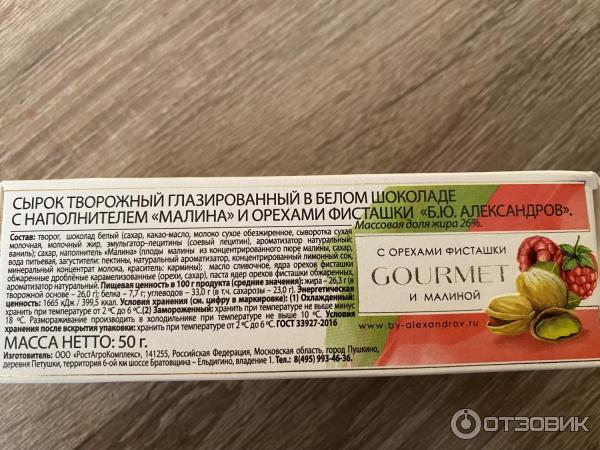 СЫРОК ТВОРОЖНЫЙ ГЛАЗИРОВАННЫЙ В БЕЛОМ ШОКОЛАДЕ
С НАПОЛНИТЕЛЕМ «МАЛИНА» И ОРЕХАМИ ФИСТАШКИ «Б.Ю. АЛЕКСАНДРОВ».
Массовая доля жира 26%.
Состав: творог, шоколад белый (сахар, какао-масло, молоко сухое обезжиренное, сыворотка сухая
молочная, молочный жир, эмульгатор-лецитины (соевый лецитин), ароматизатор натуральный:
ваниль); сахар, наполнитель «Малина» (плоды малины из концентрированного пюре малины, сахар,
вода питьевая, загустители: пектины, натуральный ароматизатор, концентрированный лимонный сок,
минеральный концентрат молока, краситель: кармины); масло сливочное, ядра орехов фисташки
обжаренные дроблёные карамелизованные (орехи, сахар), паста ядер орехов фисташки обжаренных,
ароматизатор натуральный. Пищевая ценность в 100 г продукта (средние значения): жира – 26,3 г (в
творожной основе – 26,0 г); белка – 7,7 г; углеводов – 33,0 г (в т.ч. сахарозы – 23,0 г). Энергетическая
ценность: 1665 кДж / 399,5 ккал. Условия хранения (см. цифру в маркировке): (1) Охлажденный:
хранить при температуре от 2 ºС до 6 ºС.(2) Замороженный: хранить при температуре не выше минус
18 ºС. Размораживание производить в холодильнике при температуре не выше 10 ºС. Условия
хранения после вскрытия упаковки: хранить при температуре от 2 ºС до 6 ºС. ГОСТ 33927-2016
МАССА НЕТТО: 50 г.
Изготовитель: ООО «РостАгроКомплекс», 141255, Российская Федерация, Московская область, город Пушкино,
деревня Петушки, территория 6-ой км шоссе Братовщина – Ельдигино, владение 1. Тел.: 8(495) 993-46-36.
С ОРЕХАМИ ФИСТАШКИ
GOURMET
И МАЛИНОЙ
www.by-alexandrov.ru
ОТЗОВИК